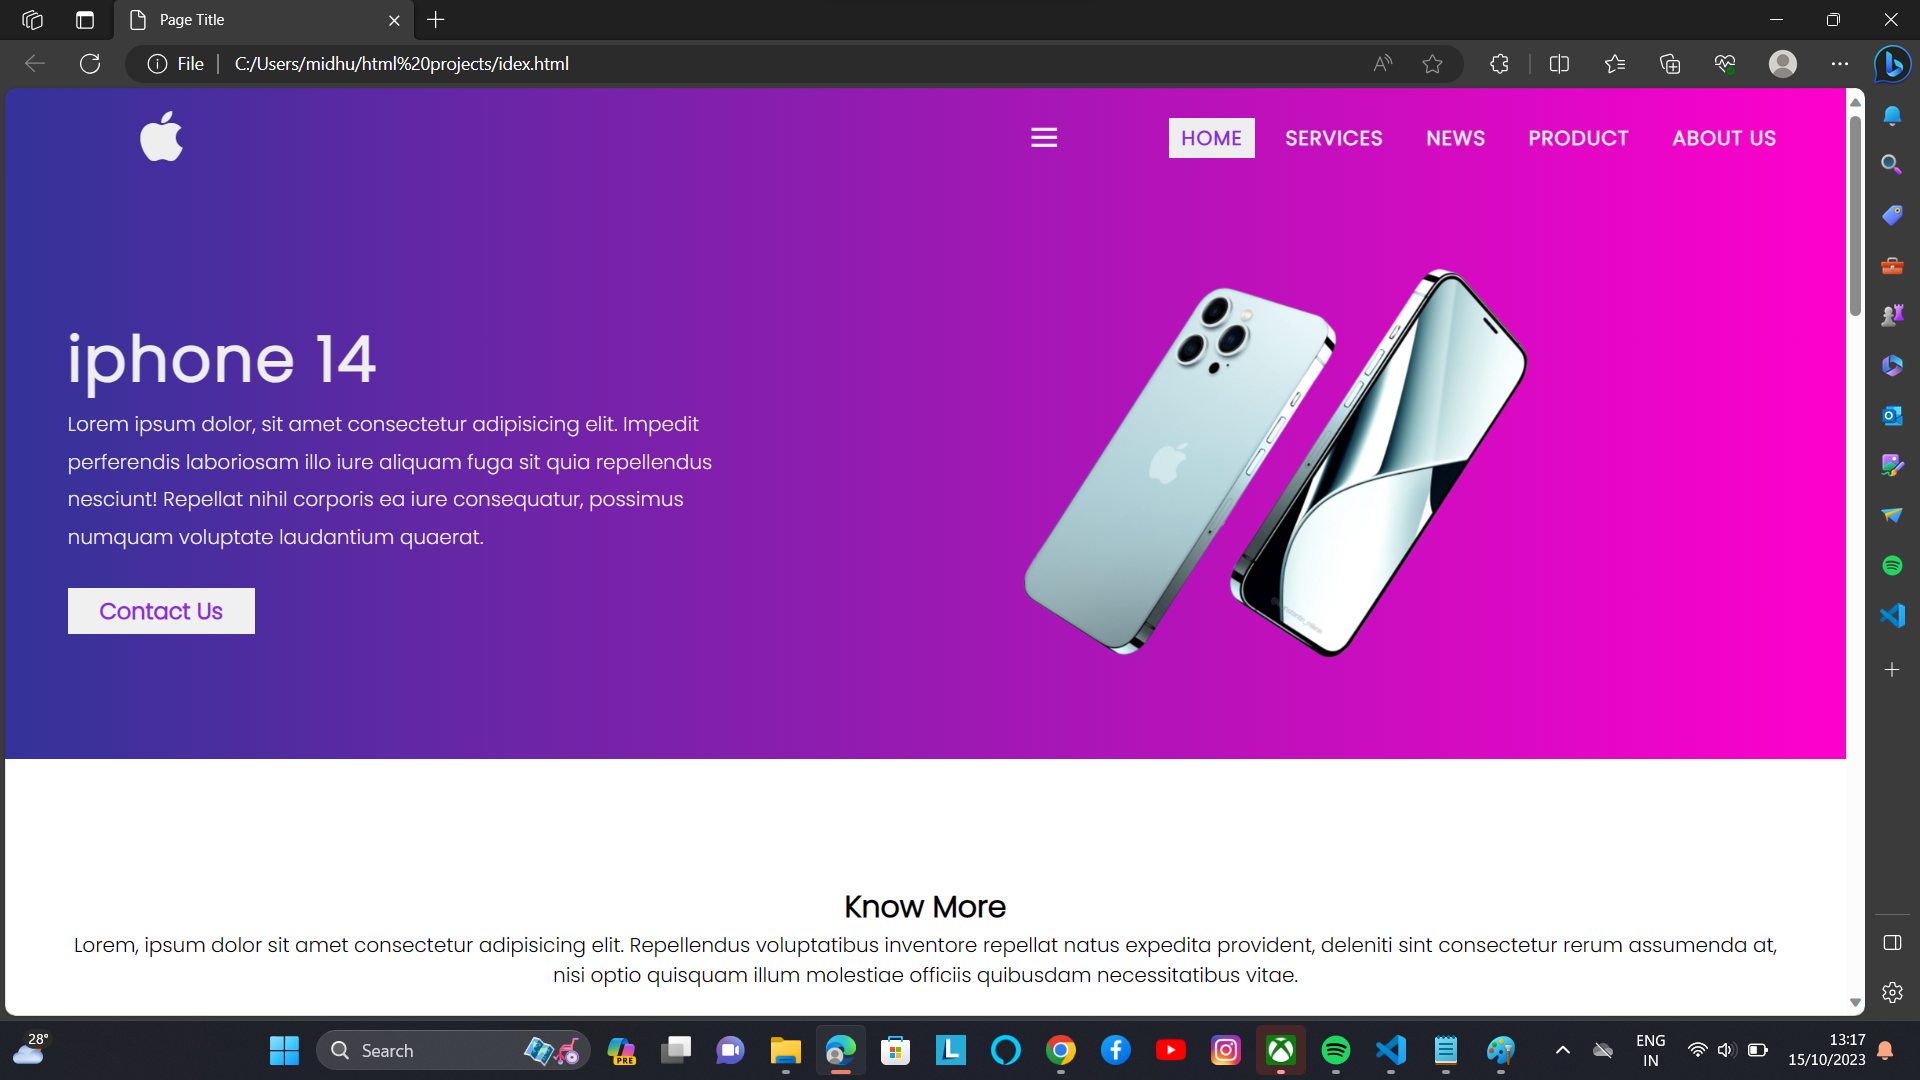 Page Title
File
C:/Users/midhu/html%20projects/idex.html
HOME SERVICES NEWS PRODUCT ABOUT US
iphone 14
Lorem ipsum dolor, sit amet consectetur adipisicing elit. Impedit
perferendis laboriosam illo iure aliquam fuga sit quia repellendus
nesciunt! Repellat nihil corporis ea iure consequatur, possimus
numquam voluptate laudantium quaerat.
Contact Us
Know More
Lorem, ipsum dolor sit amet consectetur adipisicing elit. Repellendus voluptatibus inventore repellat natus expedita provident, deleniti sint consectetur rerum assumenda at,
nisi optio quisquam illum molestiae officiis quibusdam necessitatibus vitae.
28°
Search
PRE
L
ENG
IN
13:17
15/10/2023